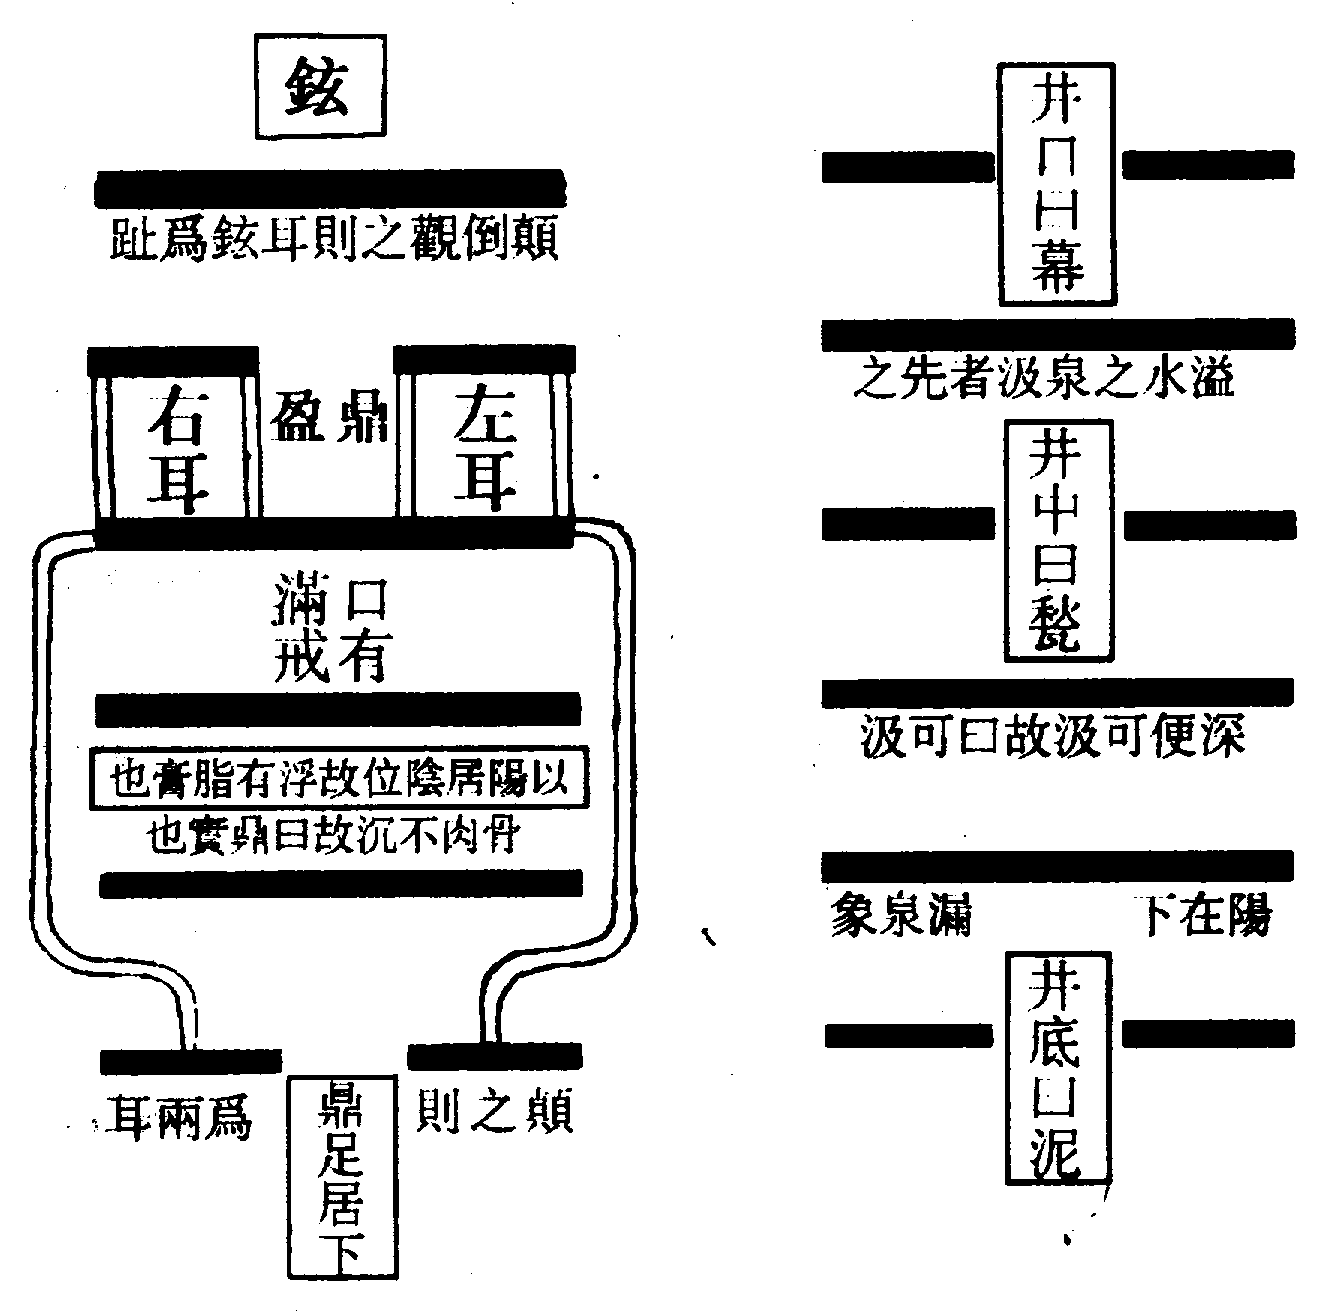 井口曰幕
溢水之泉汲者先之
井中曰甃
深便可汲故曰可汲
陽在下
漏泉象
井底曰泥
鉉
顛倒觀之則耳鉉爲趾
左耳
鼎盈
右耳
口有
滿戒
以陽居陰位故浮有脂膏也
骨肉不沉故曰鼎實也
顛之則
爲兩耳
鼎足居下